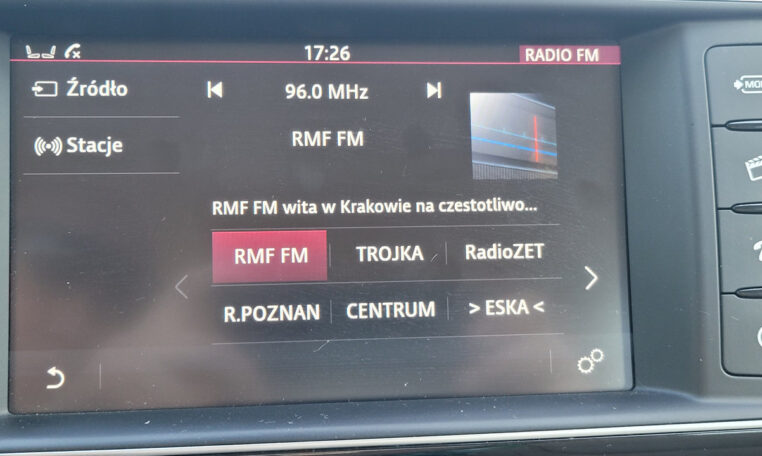 17:26
RADIO FM
Źródło
96.0 MHz
Stacje
RMF FM
RMF FM wita w Krakowie na czestotliwo...
RMF FM
TROJKA
RadioZET
R.POZNAN
CENTRUM
> ESKA <